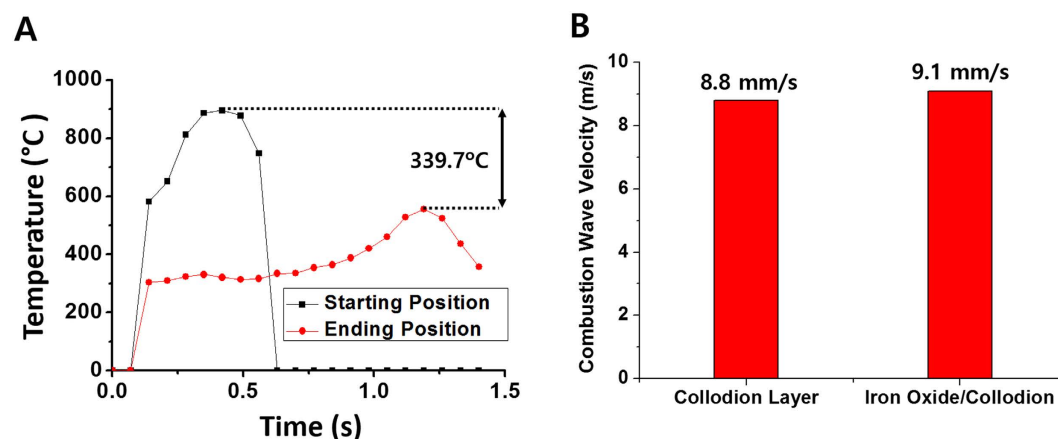 A
Temperature (°C)
1000
800
600
400
200
0
0.0
0.5
1.0
1.5
Time (s)
339.7°C
Starting Position
Ending Position
B
Combustion Wave Velocity (m/s)
10
8
6
4
2
0
8.8 mm/s
9.1 mm/s
Collodion Layer
Iron Oxide/Collodion